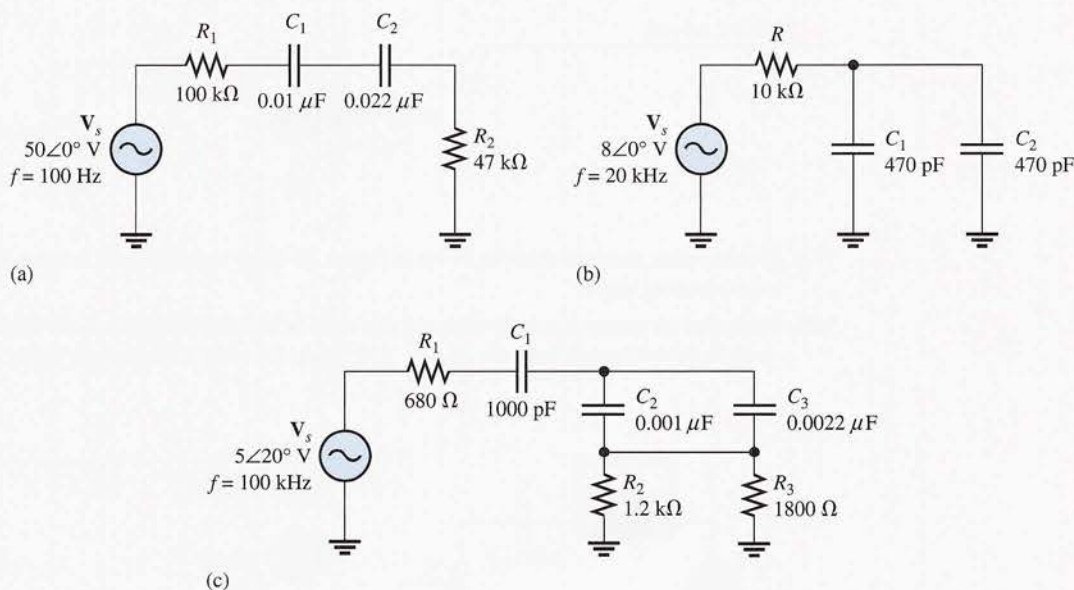 R₁
C₁
C₂
100 kΩ
0.01 μF
0.022 μF
Vₛ
50∠0° V
f = 100 Hz
R₂
47 kΩ
(a)
R
10 kΩ
Vₛ
8∠0° V
f = 20 kHz
C₁
470 pF
C₂
470 pF
(b)
R₁
C₁
680 Ω
1000 pF
Vₛ
5∠20° V
f = 100 kHz
C₂
0.001 μF
C₃
0.0022 μF
R₂
1.2 kΩ
R₃
1800 Ω
(c)